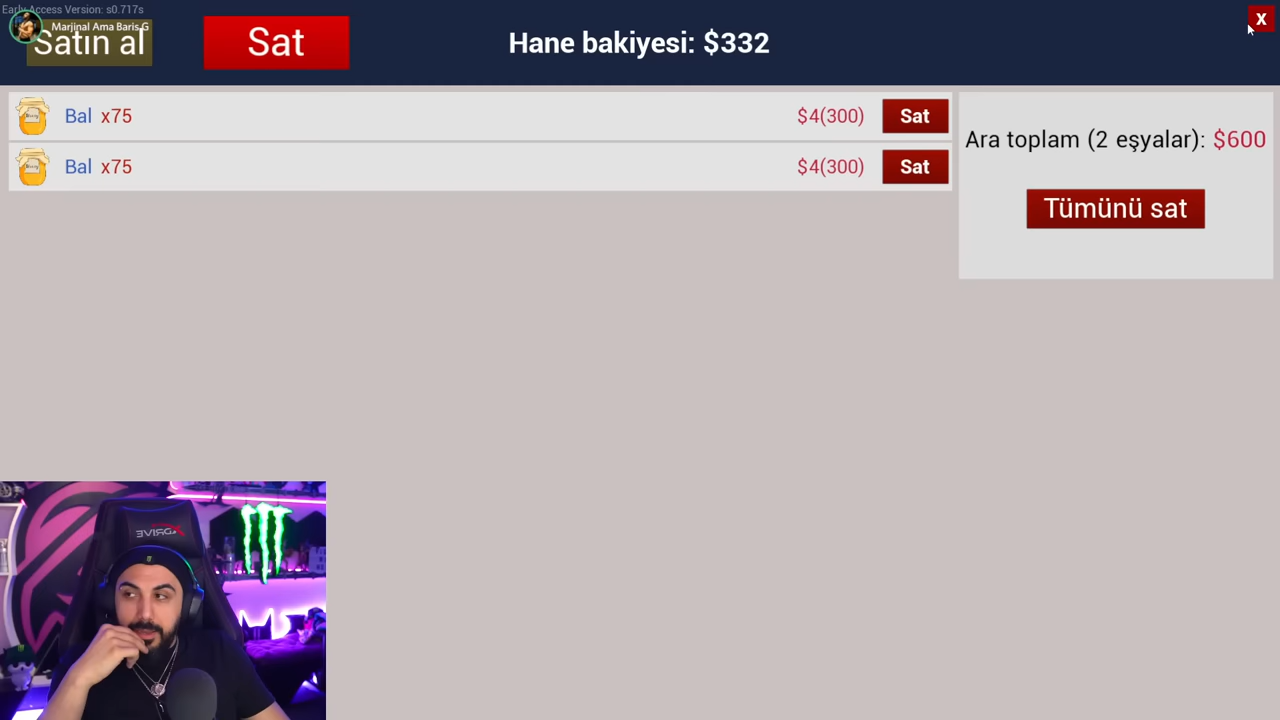 Early Access Version: s0.717s
Marjinal Ama Baris G
Satın al
Sat
Hane bakiyesi: $332
X
Bal x75 $4(300) Sat
Bal x75 $4(300) Sat
Ara toplam (2 eşyalar): $600
Tümünü sat
XDRIVE